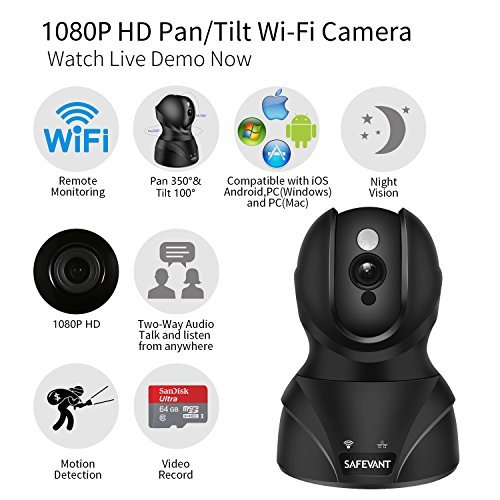 1080P HD Pan/Tilt Wi-Fi Camera
Watch Live Demo Now
WiFi
Remote
Monitoring
Pan 350°&
Tilt 100°
Compatible with iOS
Android,PC(Windows)
and PC(Mac)
Night
Vision
1080P HD
Two-Way Audio
Talk and listen
from anywhere
Motion
Detection
SanDisk
Ultra
64 GB
micro
Video
Record
SAFEVANT